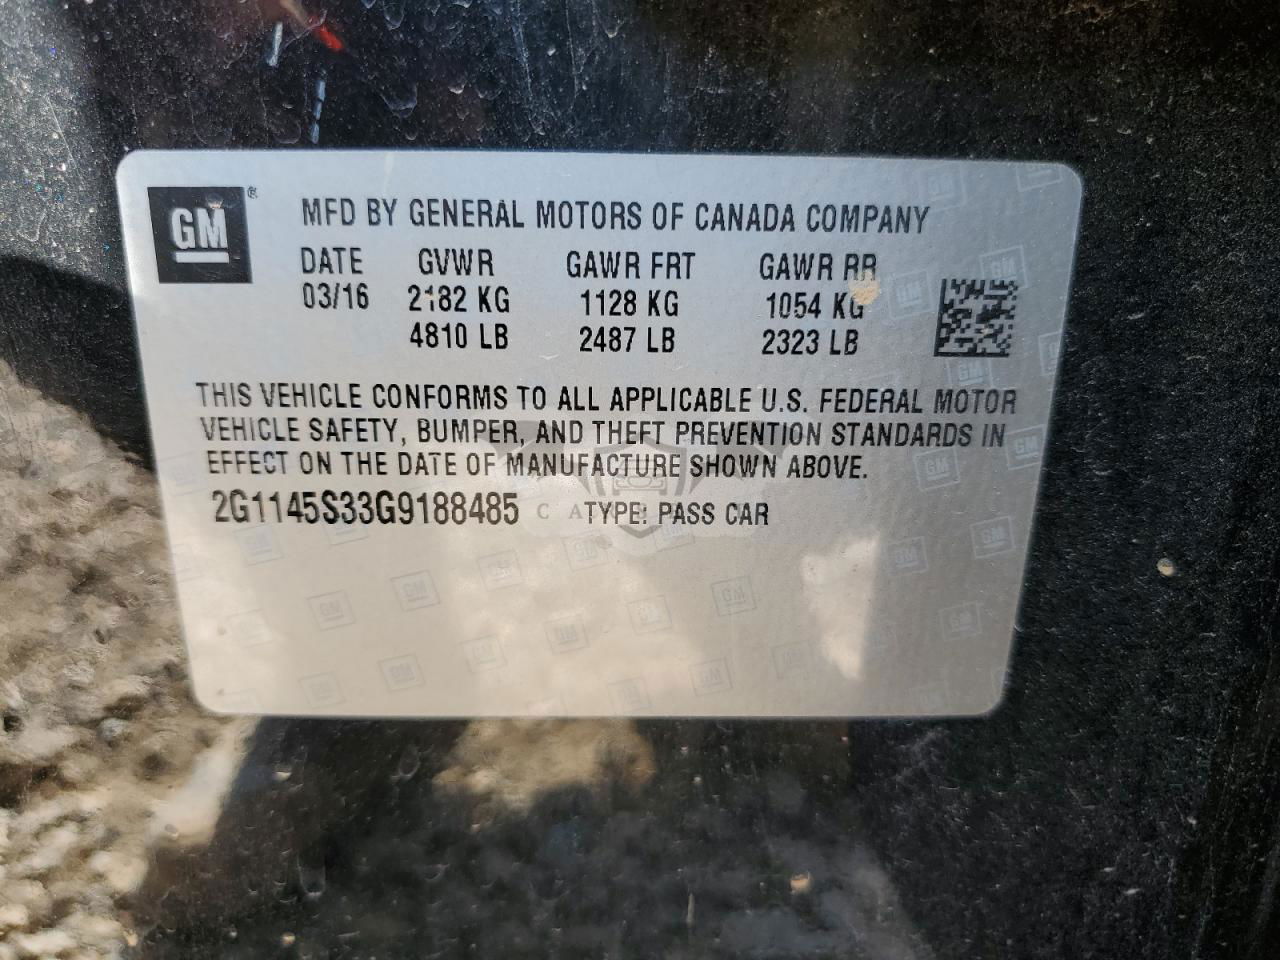 GM ®
MFD BY GENERAL MOTORS OF CANADA COMPANY
DATE GVWR GAWR FRT GAWR RR
03/16 2182 KG 1128 KG 1054 KG
4810 LB 2487 LB 2323 LB
THIS VEHICLE CONFORMS TO ALL APPLICABLE U.S. FEDERAL MOTOR
VEHICLE SAFETY, BUMPER, AND THEFT PREVENTION STANDARDS IN
EFFECT ON THE DATE OF MANUFACTURE SHOWN ABOVE.
2G1145S33G9188485 TYPE: PASS CAR